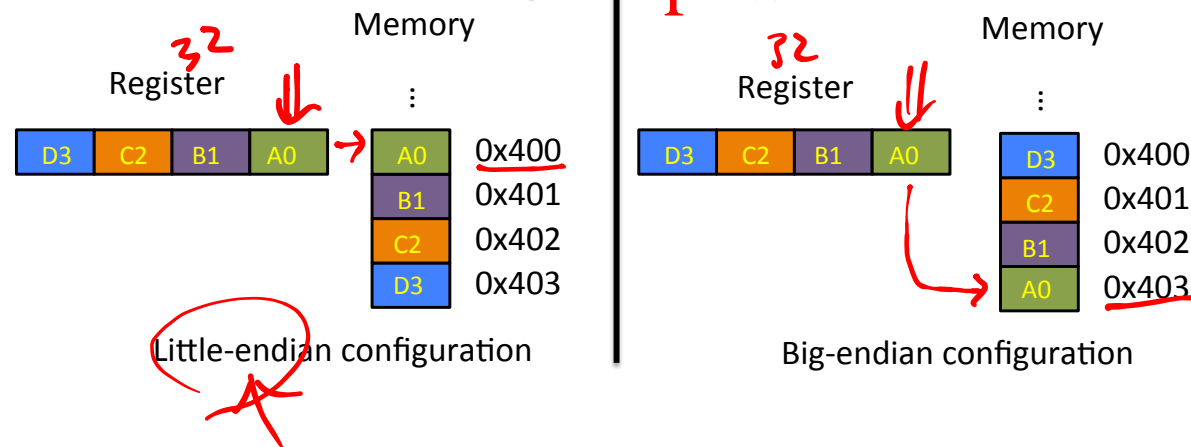 Memory
32
Register
⋮
D3 C2 B1 A0
A0 0x400
B1 0x401
C2 0x402
D3 0x403
Little-endian configuration
Memory
32
Register
⋮
D3 C2 B1 A0
D3 0x400
C2 0x401
B1 0x402
A0 0x403
Big-endian configuration